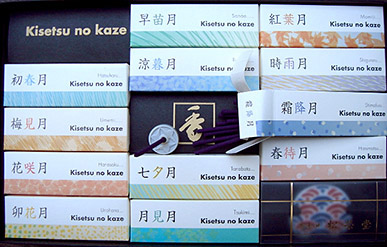 Kisetsu no kaze
初春月
Kisetsu no kaze
梅見月
Kisetsu no kaze
花咲月
Kisetsu no kaze
卯花月
Kisetsu no kaze
早苗月
Kisetsu no kaze
涼暮月
Kisetsu no kaze
香
七夕月
Kisetsu no kaze
月見月
Kisetsu no kaze
紅葉月
Kisetsu no kaze
時雨月
Kisetsu no kaze
霜降月
Kisetsu no kaze
春待月
Kisetsu no kaze